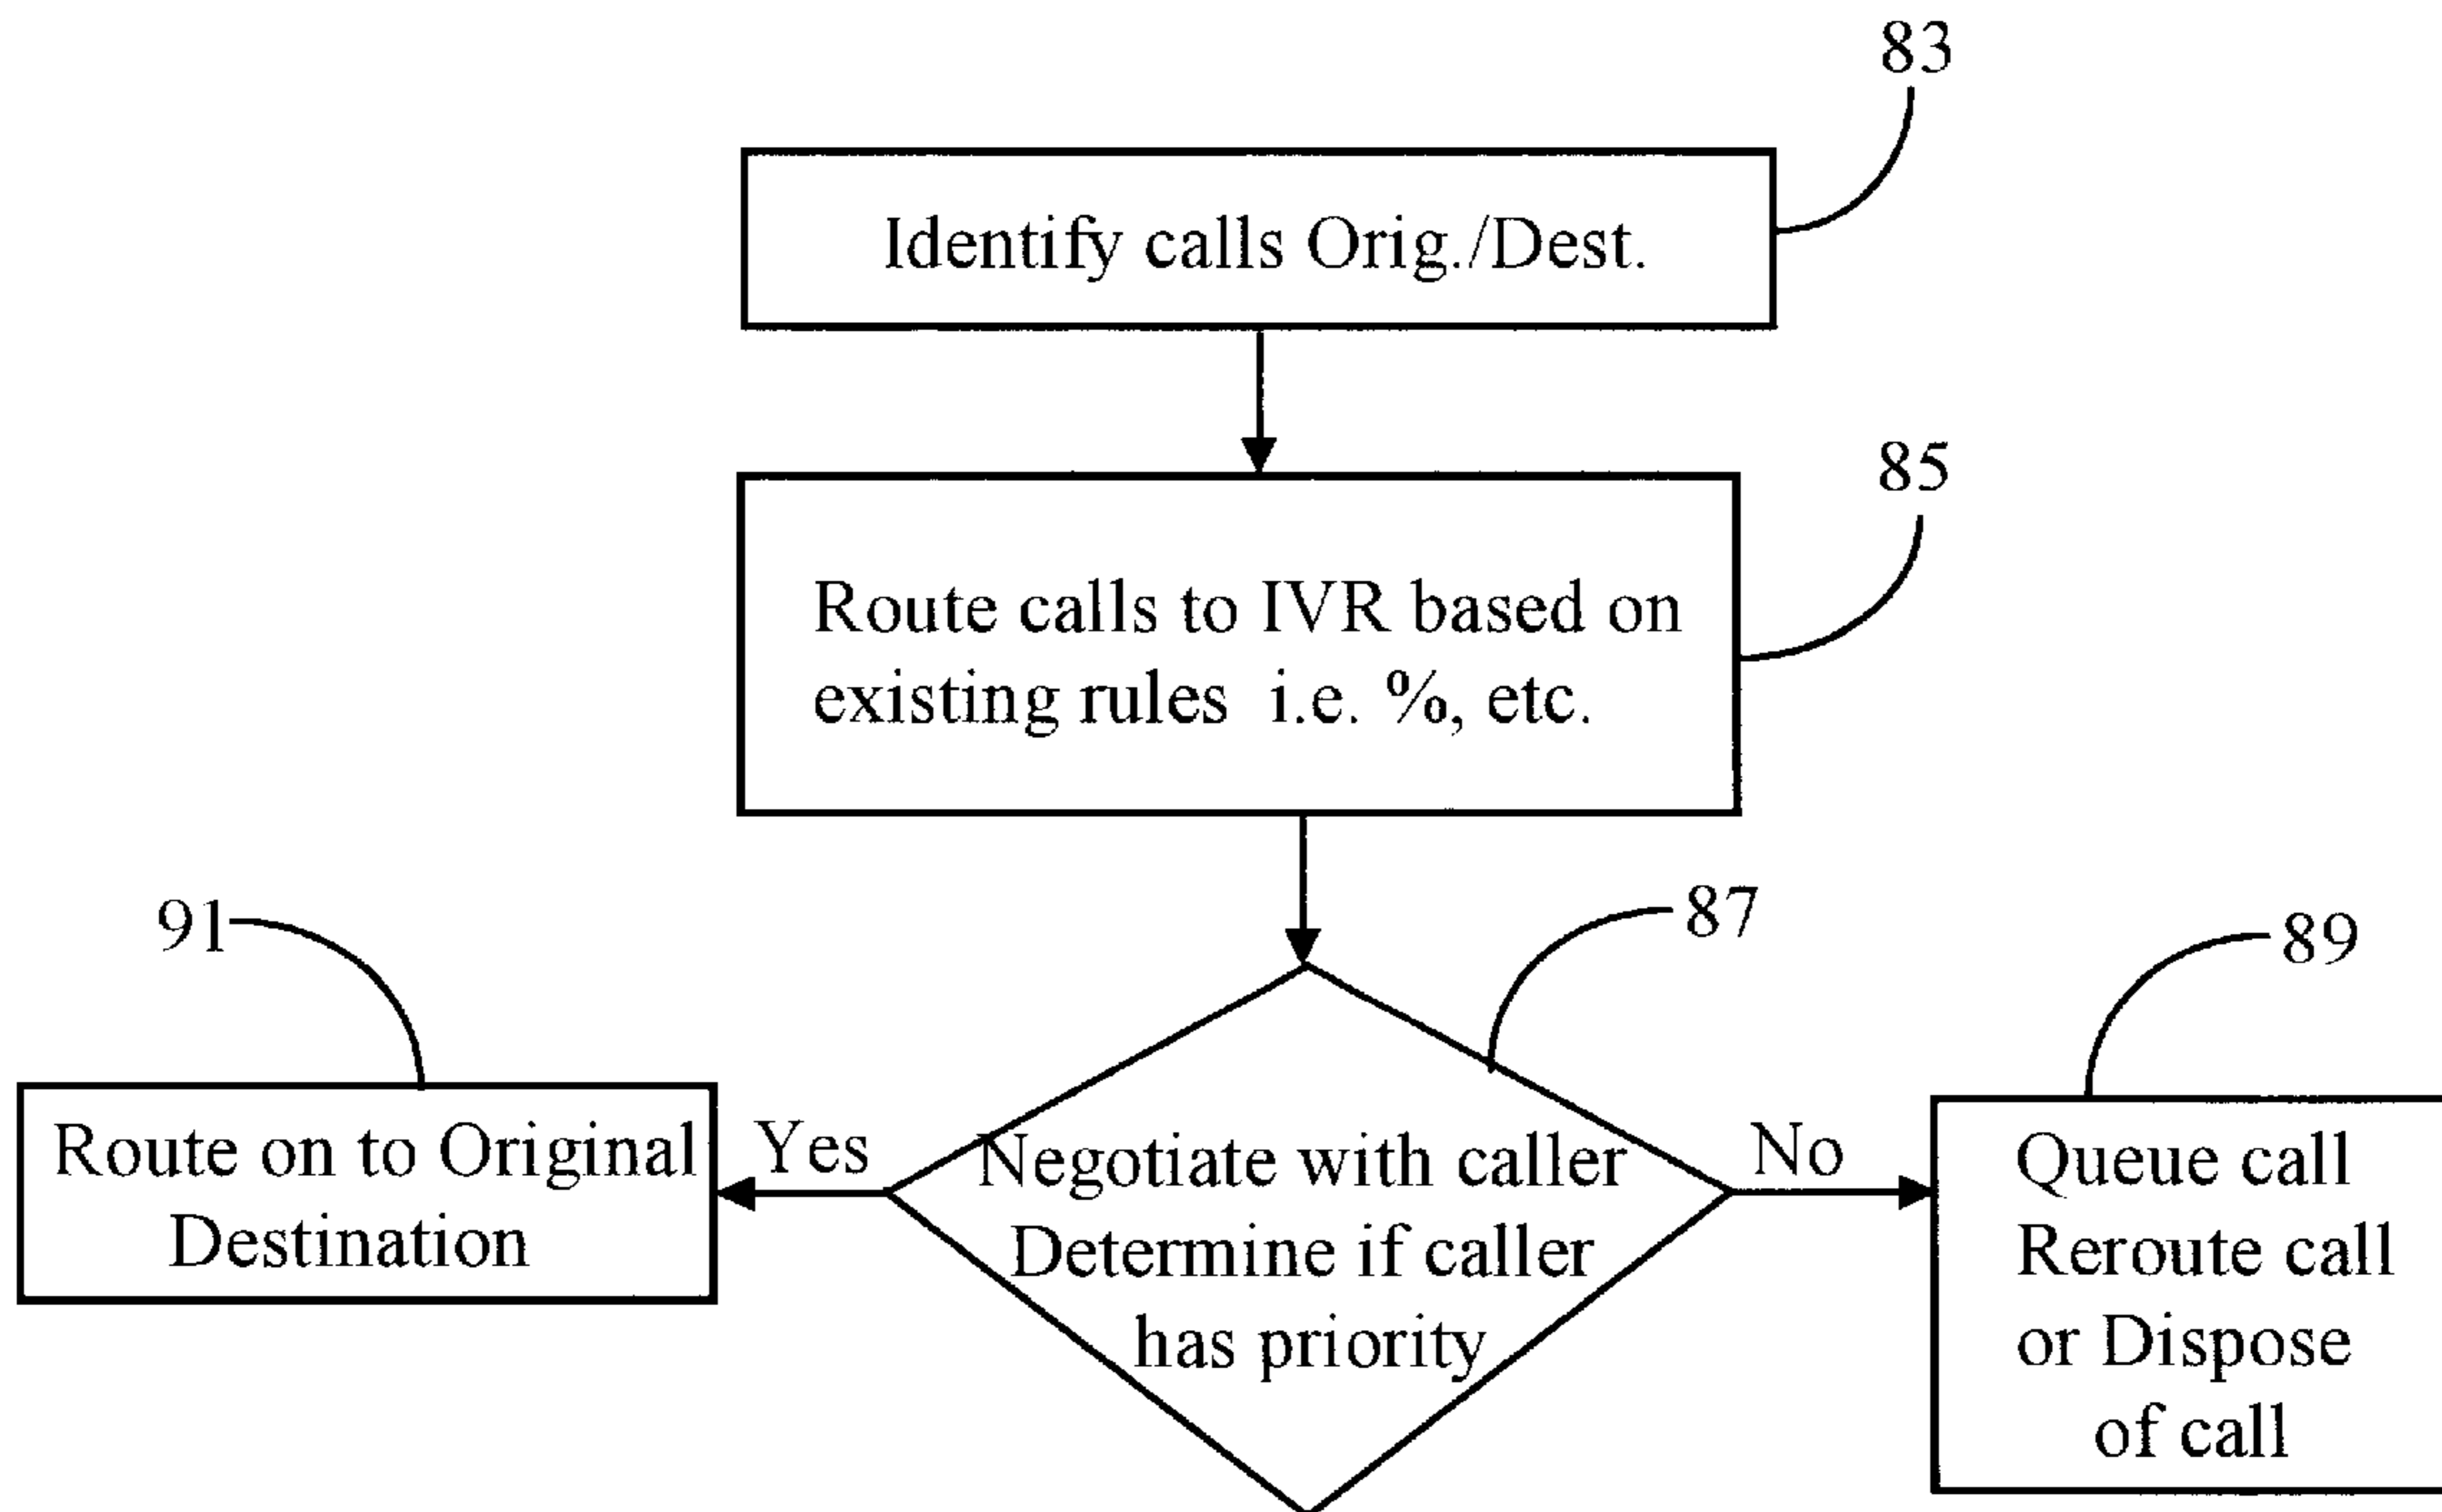 83
Identify calls Orig./Dest.
85
Route calls to IVR based on
existing rules i.e. %, etc.
91
87
89
Route on to Original
Destination
Yes
Negotiate with caller
Determine if caller
has priority
No
Queue call
Reroute call
or Dispose
of call